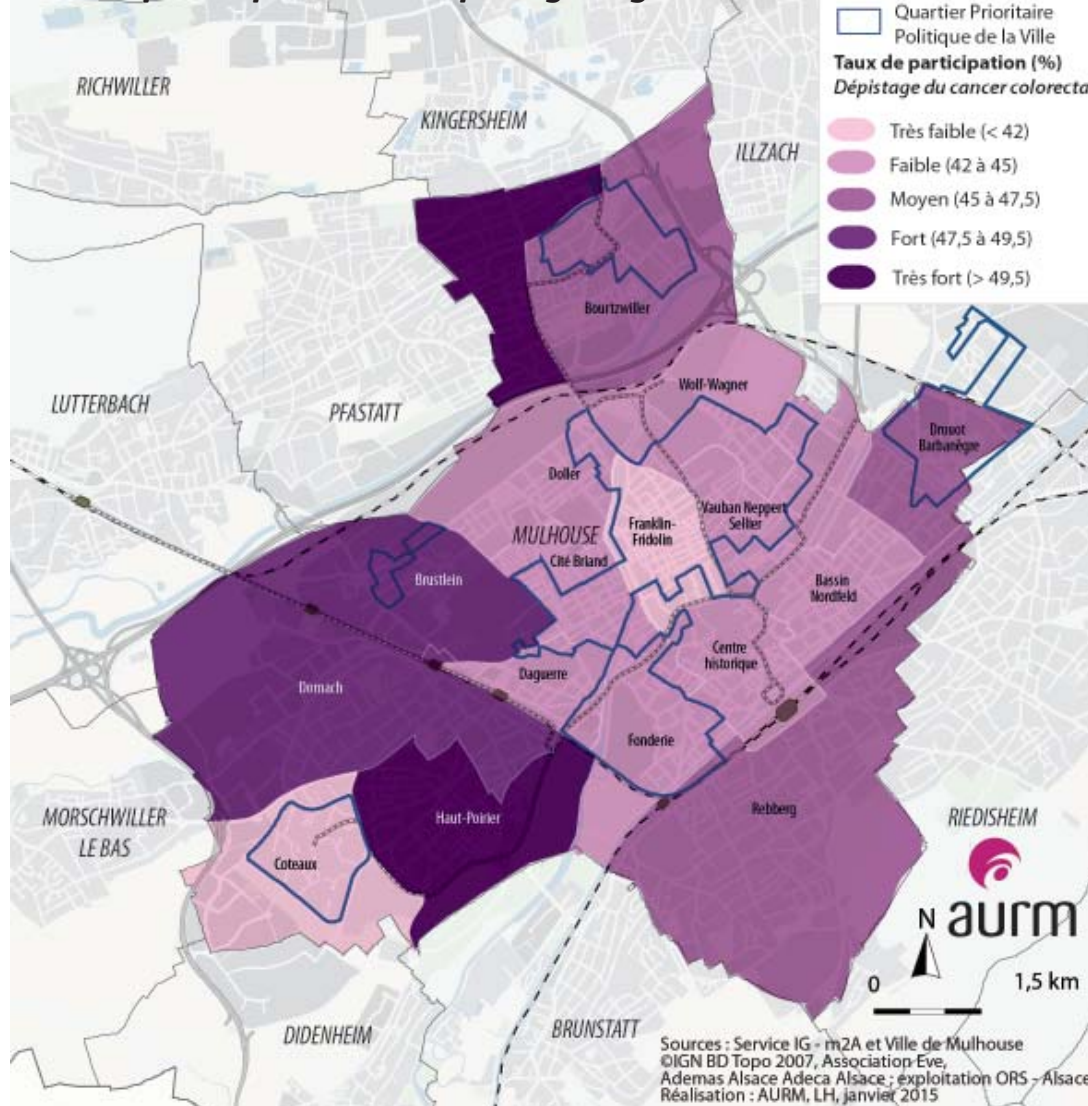 Quartier Prioritaire
Politique de la Ville
Taux de participation (%)
Dépistage du cancer colorecta
Très faible (< 42)
Faible (42 à 45)
Moyen (45 à 47,5)
Fort (47,5 à 49,5)
Très fort (> 49,5)
RICHWILLER
KINGERSHEIM
ILLZACH
Bourtzwiller
LUTTERBACH
PFASTATT
Wolf-Wagner
Drouot
Barbanègre
Doller
MULHOUSE
Cité Briand
Franklin-
Fridolin
Vauban Neppert
Sellier
Brustlein
Bassin
Nordfeld
Centre
historique
Daguerre
Dornach
Fonderie
Rebberg
Haut-Poirier
MORSCHWILLER
LE BAS
Coteaux
RIEDISHEIM
aurm
N
0 1,5 km
DIDENHEIM
BRUNSTATT
Sources : Service IG - m2A et Ville de Mulhouse
©IGN BD Topo 2007, Association Eve,
Ademas Alsace Adeca Alsace ; exploitation ORS - Alsace
Réalisation : AURM, LH, janvier 2015